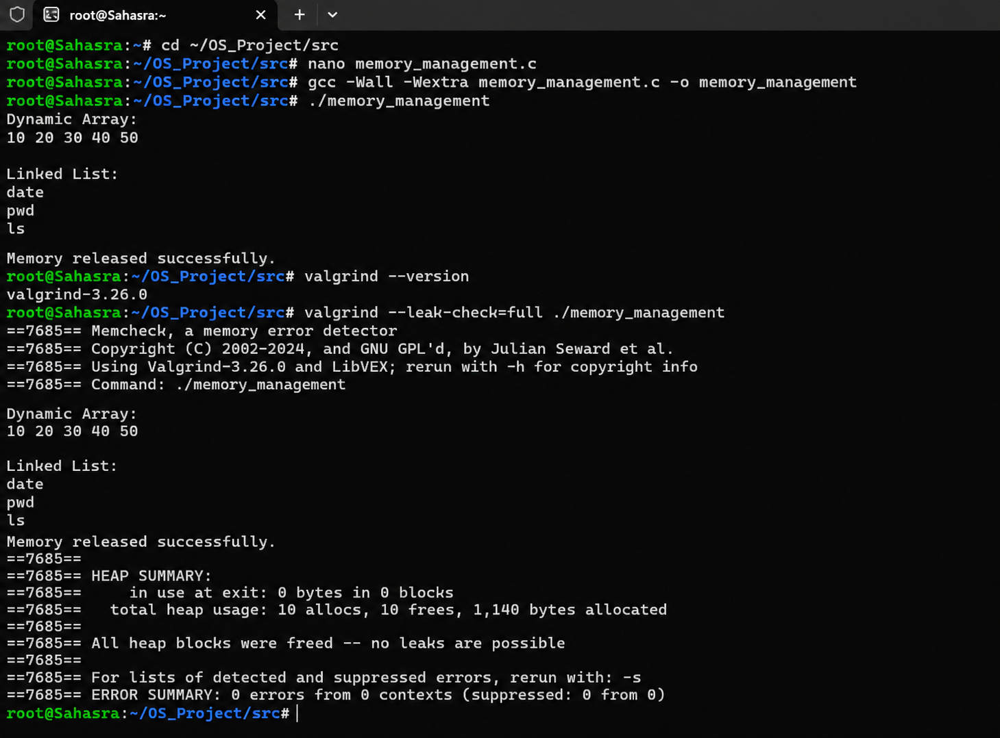 root@Sahasra:~
root@Sahasra:~# cd ~/OS_Project/src
root@Sahasra:~/OS_Project/src# nano memory_management.c
root@Sahasra:~/OS_Project/src# gcc -Wall -Wextra memory_management.c -o memory_management
root@Sahasra:~/OS_Project/src# ./memory_management
Dynamic Array:
10 20 30 40 50
Linked List:
date
pwd
ls
Memory released successfully.
root@Sahasra:~/OS_Project/src# valgrind --version
valgrind-3.26.0
root@Sahasra:~/OS_Project/src# valgrind --leak-check=full ./memory_management
==7685== Memcheck, a memory error detector
==7685== Copyright (C) 2002-2024, and GNU GPL'd, by Julian Seward et al.
==7685== Using Valgrind-3.26.0 and LibVEX; rerun with -h for copyright info
==7685== Command: ./memory_management
Dynamic Array:
10 20 30 40 50
Linked List:
date
pwd
ls
Memory released successfully.
==7685==
==7685== HEAP SUMMARY:
==7685==     in use at exit: 0 bytes in 0 blocks
==7685==   total heap usage: 10 allocs, 10 frees, 1,140 bytes allocated
==7685==
==7685== All heap blocks were freed -- no leaks are possible
==7685==
==7685== For lists of detected and suppressed errors, rerun with: -s
==7685== ERROR SUMMARY: 0 errors from 0 contexts (suppressed: 0 from 0)
root@Sahasra:~/OS_Project/src#